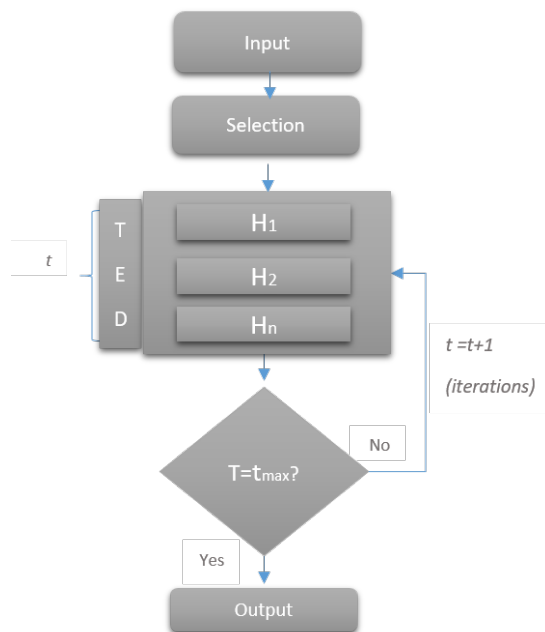 Input
Selection
H1
T
H2
t
E
Hn
D
t =t+1
(iterations)
No
T=tmax?
Yes
Output